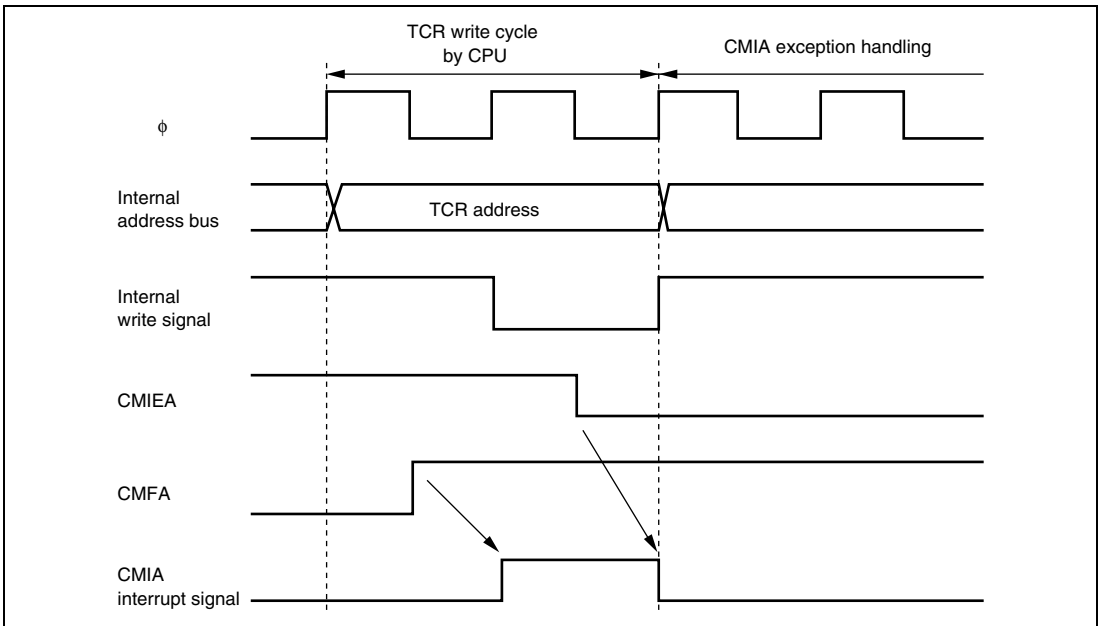 TCR write cycle
by CPU
CMIA exception handling
ϕ
Internal
address bus
TCR address
Internal
write signal
CMIEA
CMFA
CMIA
interrupt signal